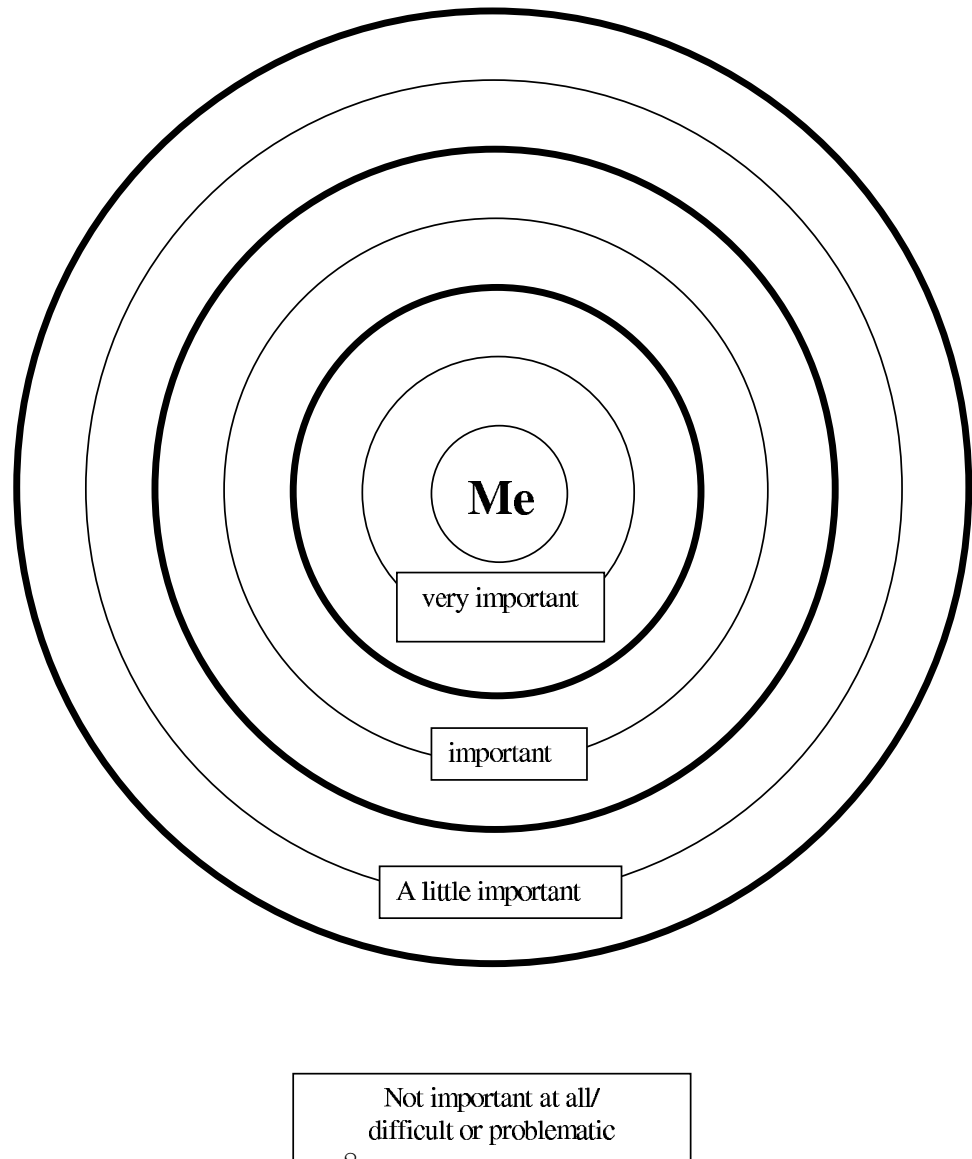 Me
very important
important
A little important
Not important at all/
difficult or problematic